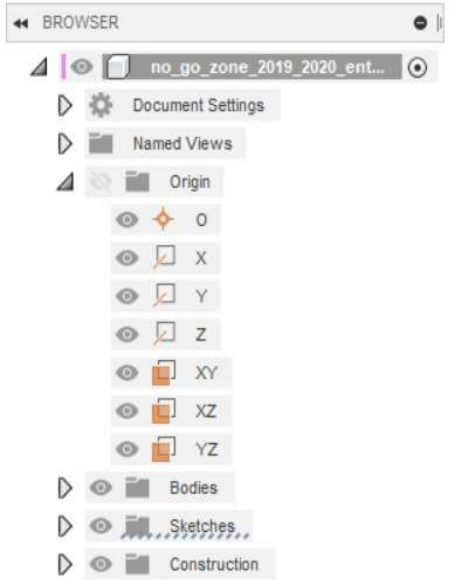 BROWSER
no_go_zone_2019_2020_ent...
Document Settings
Named Views
Origin
O
X
Y
Z
XY
XZ
YZ
Bodies
Sketches
Construction